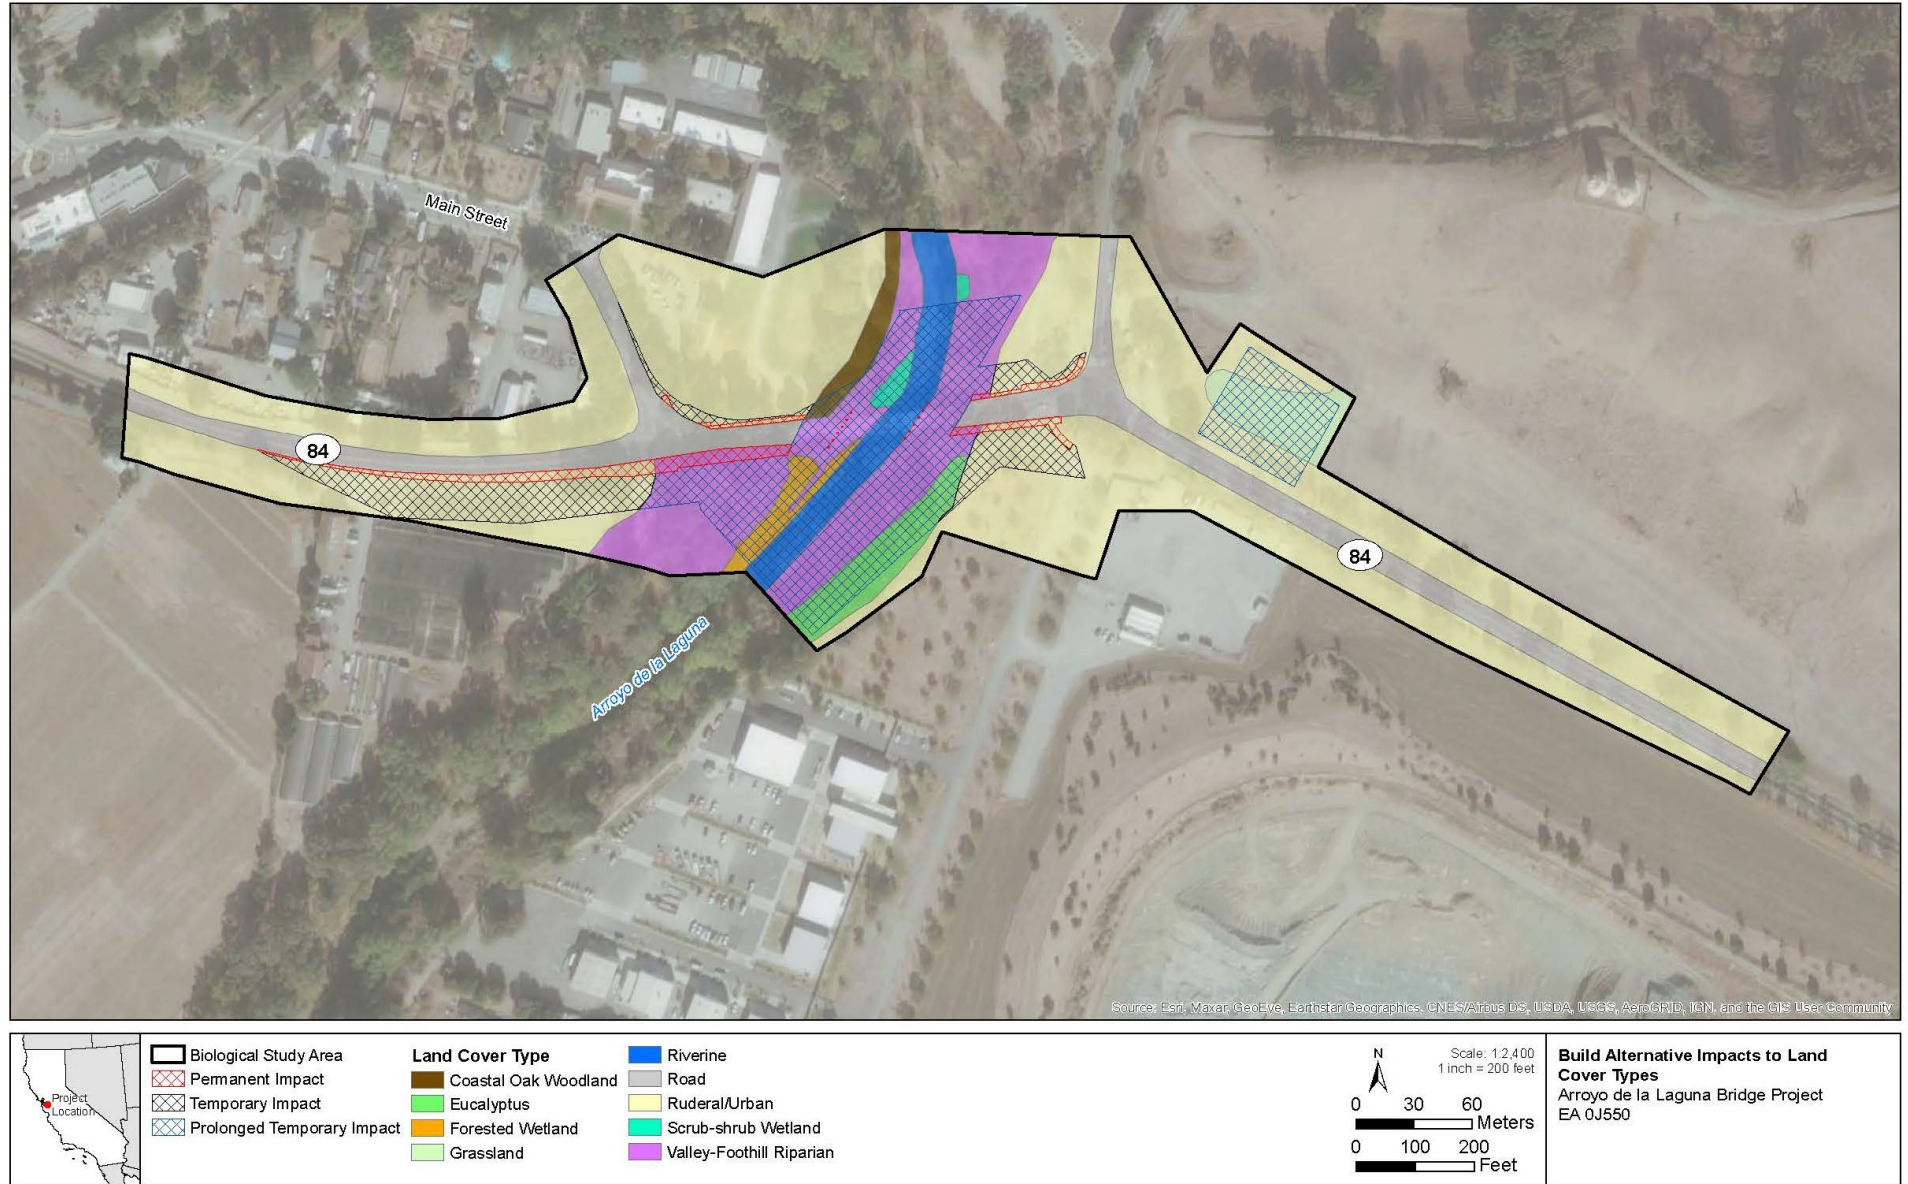 Main Street
84
84
Arroyo de la Laguna
Source: Esri, Maxar, GeoEye, Earthstar Geographics, CNES/Airbus DS, USDA, USGS, AeroGRID, IGN, and the GIS User Community
Project
Location
Biological Study Area
Permanent Impact
Temporary Impact
Prolonged Temporary Impact
Land Cover Type
Coastal Oak Woodland
Eucalyptus
Forested Wetland
Grassland
Riverine
Road
Ruderal/Urban
Scrub-shrub Wetland
Valley-Foothill Riparian
N
Scale: 1:2,400
1 inch = 200 feet
0 30 60
Meters
0 100 200
Feet
Build Alternative Impacts to Land
Cover Types
Arroyo de la Laguna Bridge Project
EA 0J550